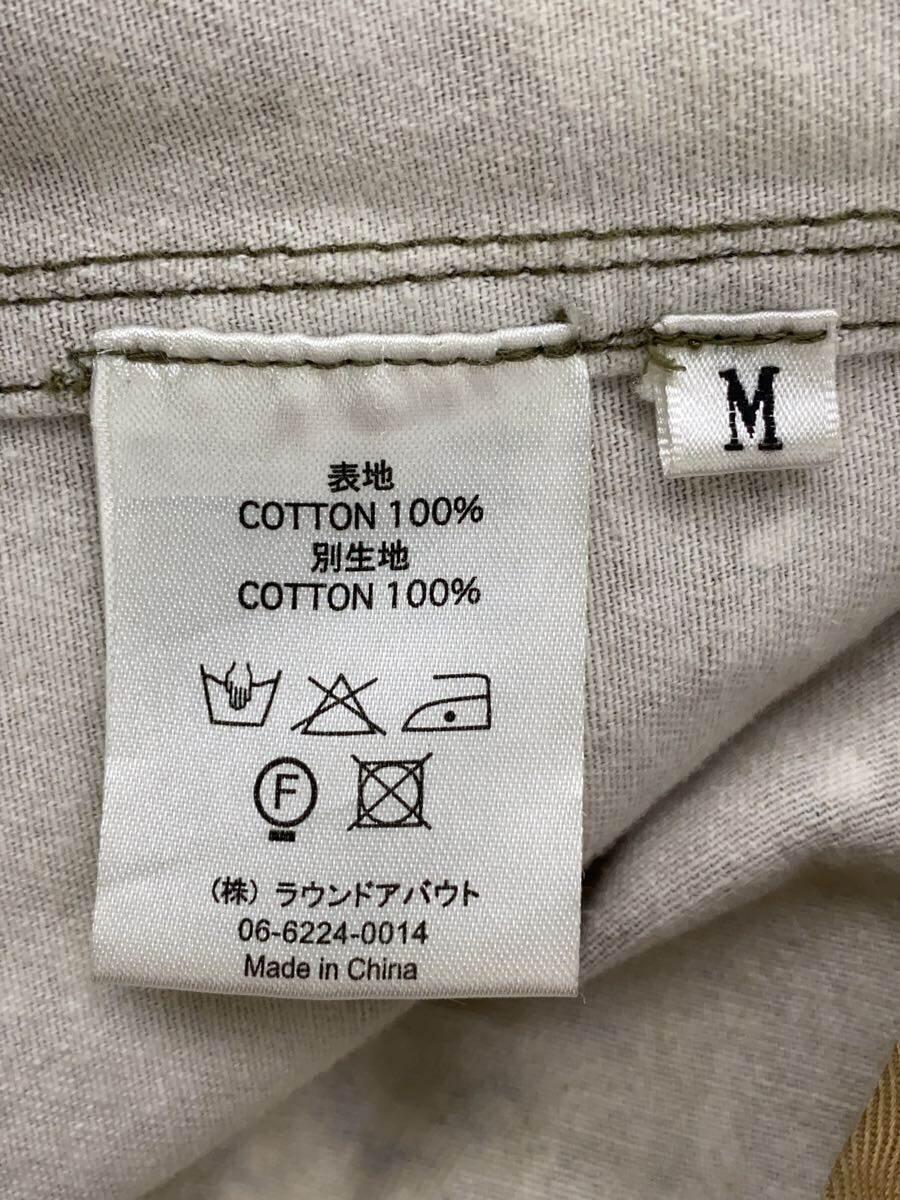 M
表地
COTTON 100%
別生地
COTTON 100%
F
(株) ラウンドアバウト
06-6224-0014
Made in China